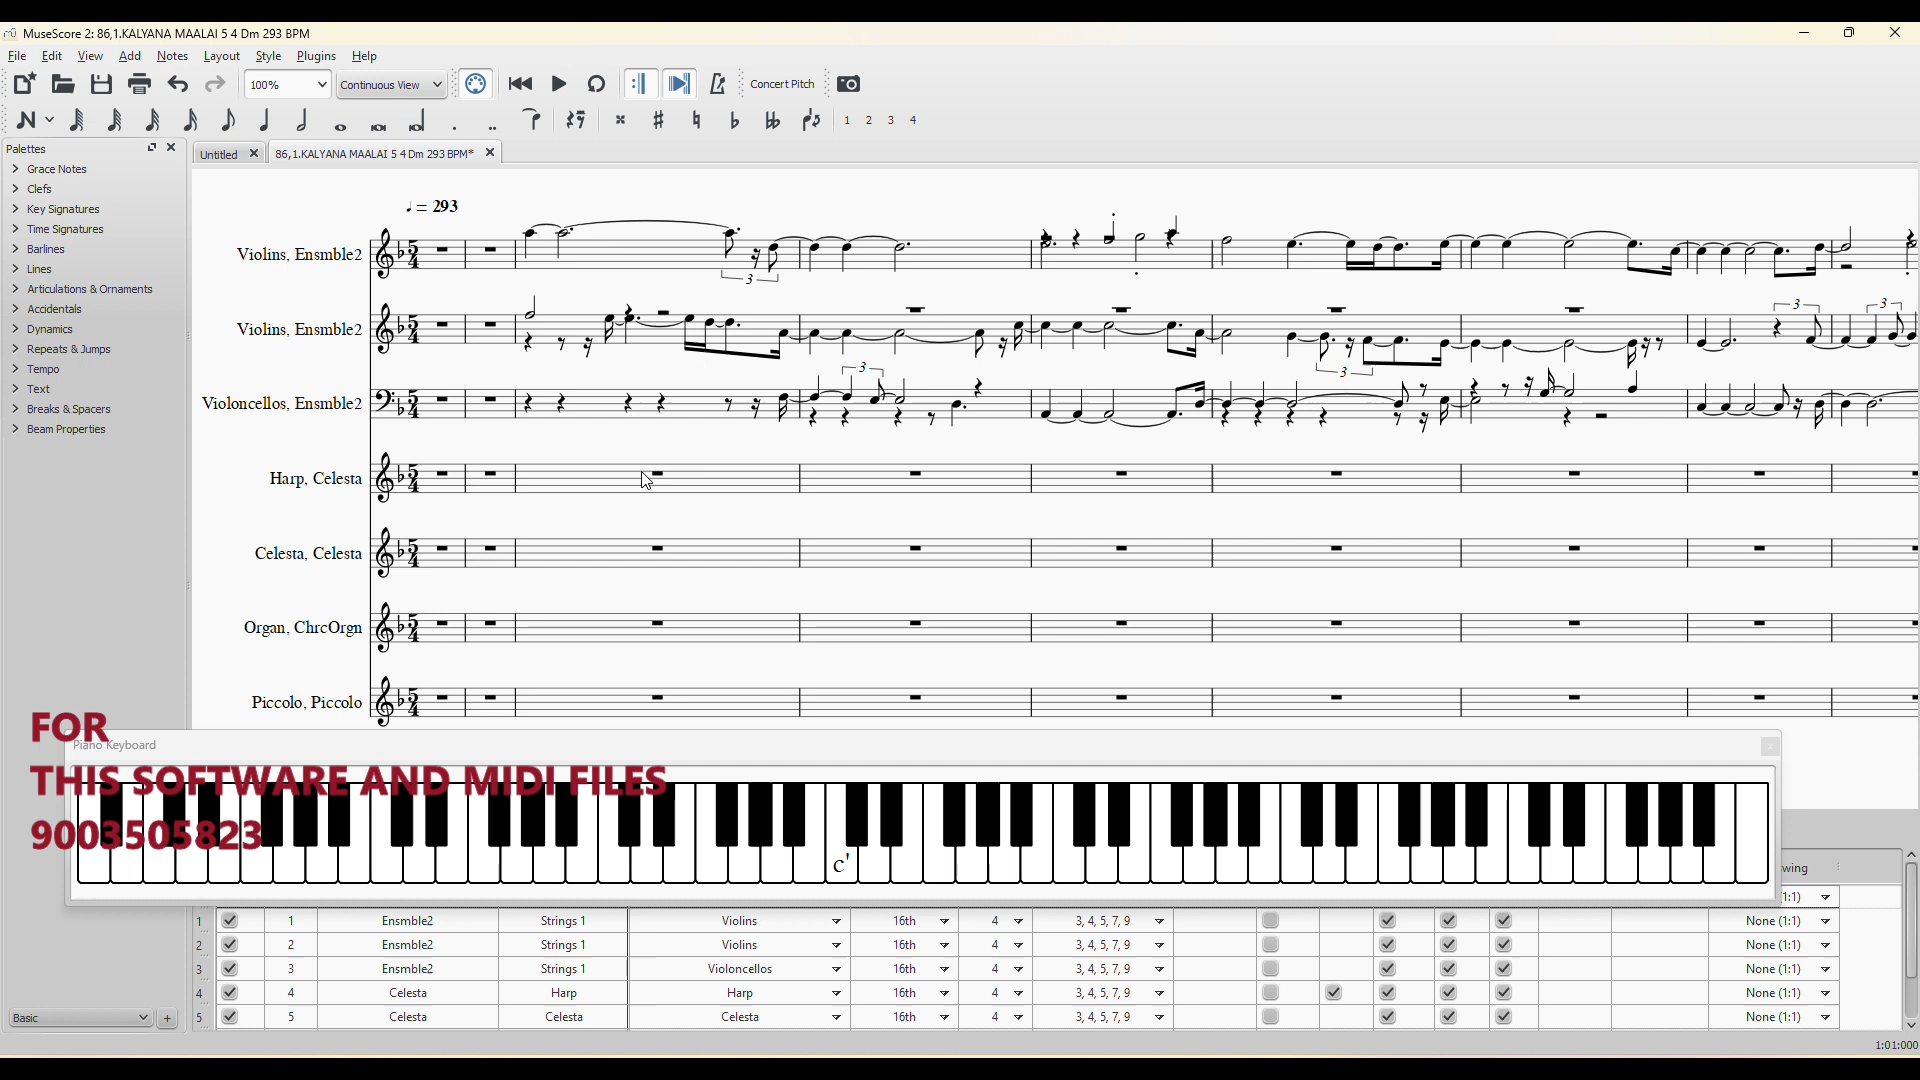 MuseScore 2: 86,1.KALYANA MAALAI 5 4 Dm 293 BPM
File Edit View Add Notes Layout Style Plugins Help
100% Continuous View Concert Pitch
1 2 3 4
Palettes
Untitled 86,1.KALYANA MAALAI 5 4 Dm 293 BPM*
Grace Notes
Clefs
Key Signatures
Time Signatures
Barlines
Lines
Articulations & Ornaments
Accidentals
Dynamics
Repeats & Jumps
Tempo
Text
Breaks & Spacers
Beam Properties
♩ = 293
Violins, Ensmble2
3
Violins, Ensmble2
3 3 3
Violoncellos, Ensmble2
3
Harp, Celesta
Celesta, Celesta
Organ, ChrcOrgn
Piccolo, Piccolo
FOR
Piano Keyboard
THIS SOFTWARE AND MIDI FILES
9003505823
c'
wing
(1:1)
1 1 Ensmble2 Strings 1 Violins 16th 4 3, 4, 5, 7, 9 None (1:1)
2 2 Ensmble2 Strings 1 Violins 16th 4 3, 4, 5, 7, 9 None (1:1)
3 3 Ensmble2 Strings 1 Violoncellos 16th 4 3, 4, 5, 7, 9 None (1:1)
4 4 Celesta Harp Harp 16th 4 3, 4, 5, 7, 9 None (1:1)
5 5 Celesta Celesta Celesta 16th 4 3, 4, 5, 7, 9 None (1:1)
Basic
1:01:000